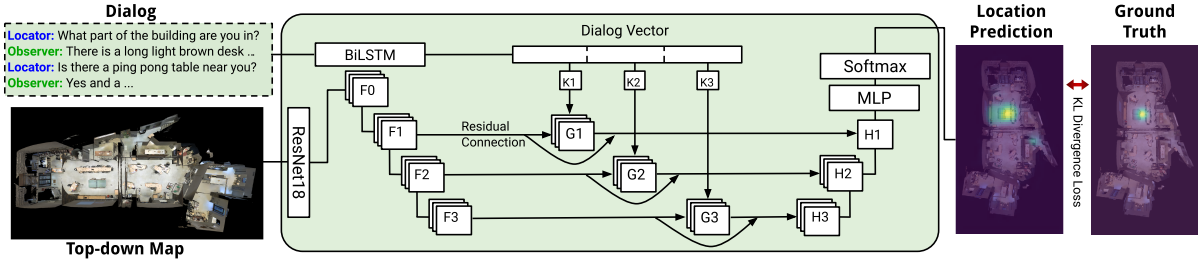 Dialog
Locator: What part of the building are you in?
Observer: There is a long light brown desk ..
Locator: Is there a ping pong table near you?
Observer: Yes and a ...
Top-down Map
ResNet18
BiLSTM
Dialog Vector
K1
K2
K3
F0
F1
F2
F3
Residual
Connection
G1
G2
G3
H1
H2
H3
MLP
Softmax
Location
Prediction
KL Divergence Loss
Ground
Truth